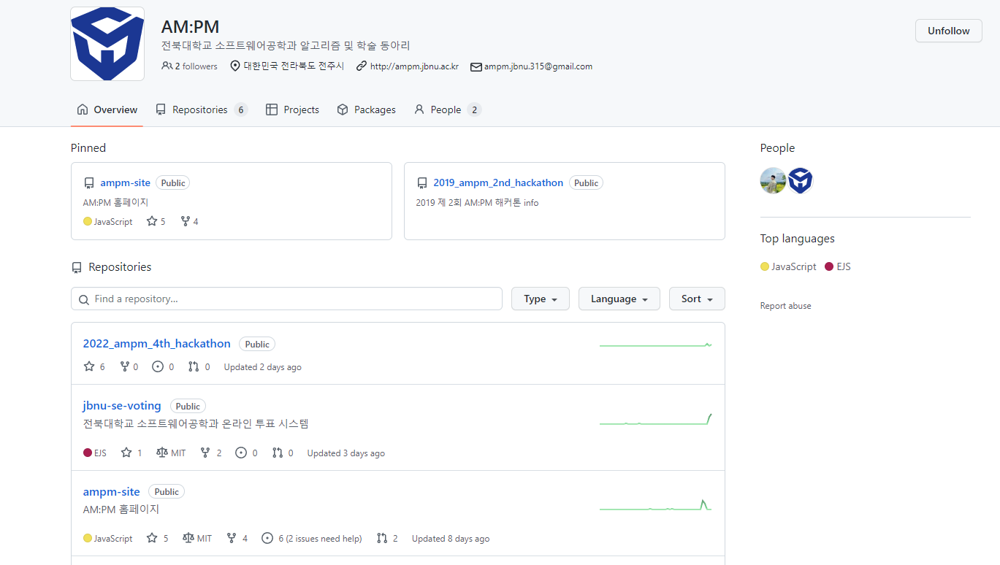 AM:PM
Unfollow
전북대학교 소프트웨어공학과 알고리즘 및 학술 동아리
2 followers 대한민국 전라북도 전주시 http://ampm.jbnu.ac.kr ampm.jbnu.315@gmail.com
Overview Repositories 6 Projects Packages People 2
Pinned
ampm-site Public
AM:PM 홈페이지
JavaScript 5 4
2019_ampm_2nd_hackathon Public
2019 제 2회 AM:PM 해커톤 info
Repositories
Find a repository... Type Language Sort
2022_ampm_4th_hackathon Public
6 0 0 0 Updated 2 days ago
jbnu-se-voting Public
전북대학교 소프트웨어공학과 온라인 투표 시스템
EJS 1 MIT 2 0 0 Updated 3 days ago
ampm-site Public
AM:PM 홈페이지
JavaScript 5 MIT 4 6 (2 issues need help) 2 Updated 8 days ago
People
Top languages
JavaScript EJS
Report abuse